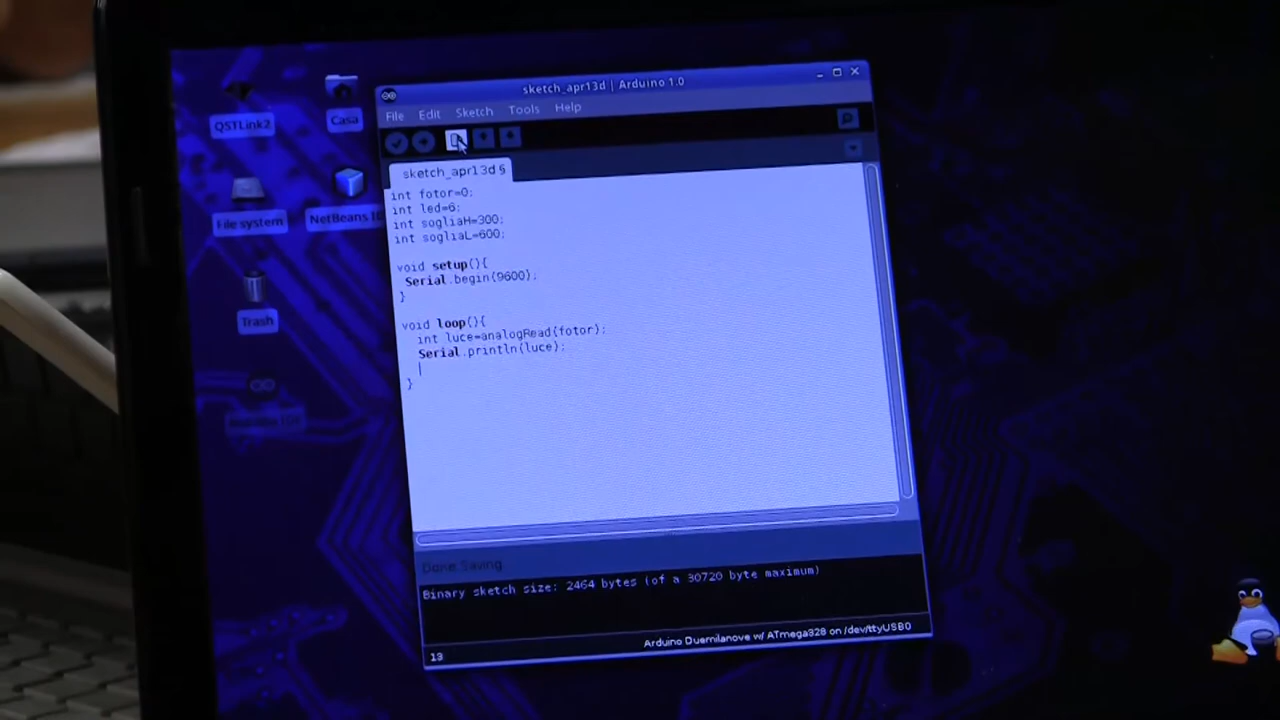 sketch_apr13d | Arduino 1.0
File Edit Sketch Tools Help
sketch_apr13d §
int fotor=0;
int led=6;
int sogliaH=300;
int sogliaL=600;
void setup(){
Serial.begin(9600);
}
void loop(){
int luce=analogRead(fotor);
Serial.println(luce);
}
Done Saving
Binary sketch size: 2464 bytes (of a 30720 byte maximum)
13
Arduino Duemilanove w/ ATmega328 on /dev/ttyUSB0
QSTLink2
Casa
File system
NetBeans
Trash